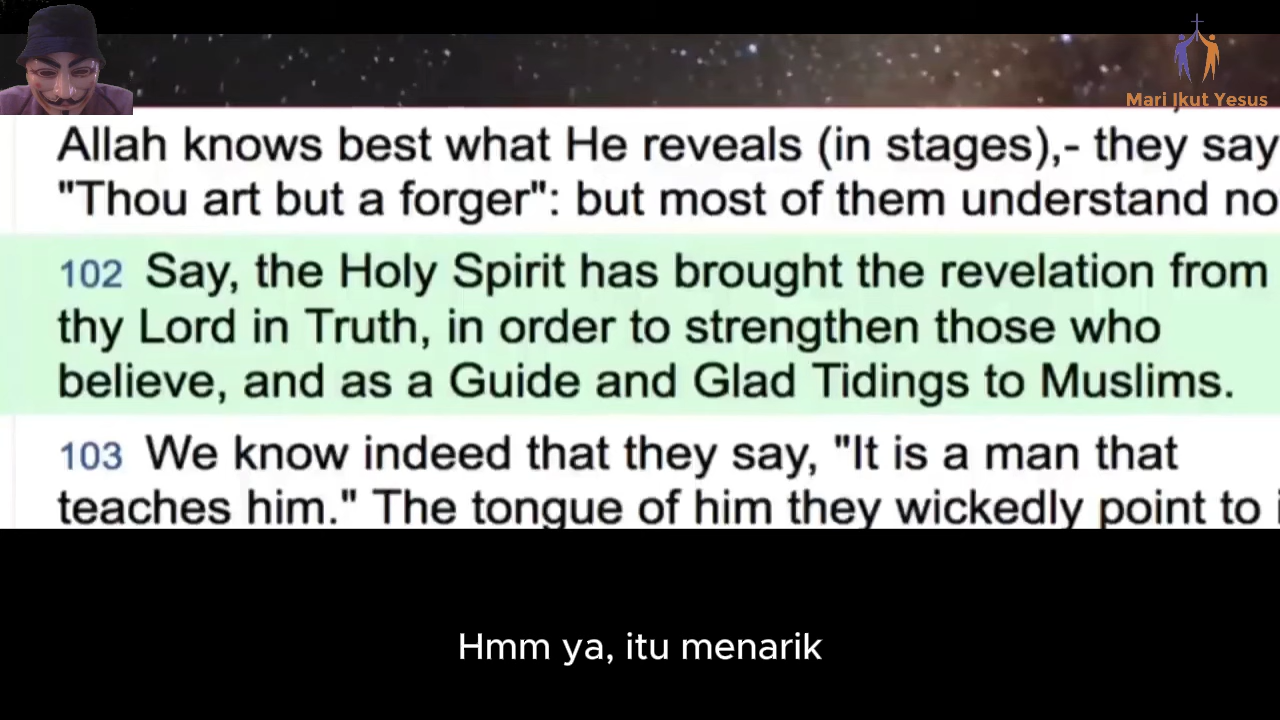 Mari Ikut Yesus
Allah knows best what He reveals (in stages),- they say
"Thou art but a forger": but most of them understand no
102 Say, the Holy Spirit has brought the revelation from
thy Lord in Truth, in order to strengthen those who
believe, and as a Guide and Glad Tidings to Muslims.
103 We know indeed that they say, "It is a man that
teaches him." The tongue of him they wickedly point to
Hmm ya, itu menarik